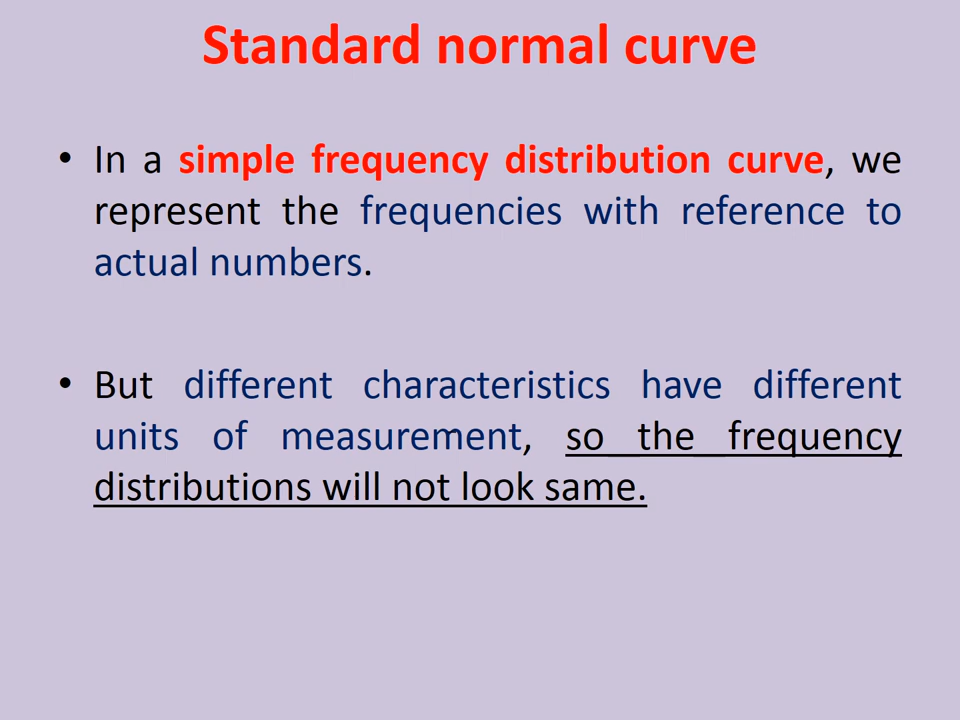 Standard normal curve
• In a simple frequency distribution curve, we
represent the frequencies with reference to
actual numbers.
• But different characteristics have different
units of measurement, so the frequency
distributions will not look same.